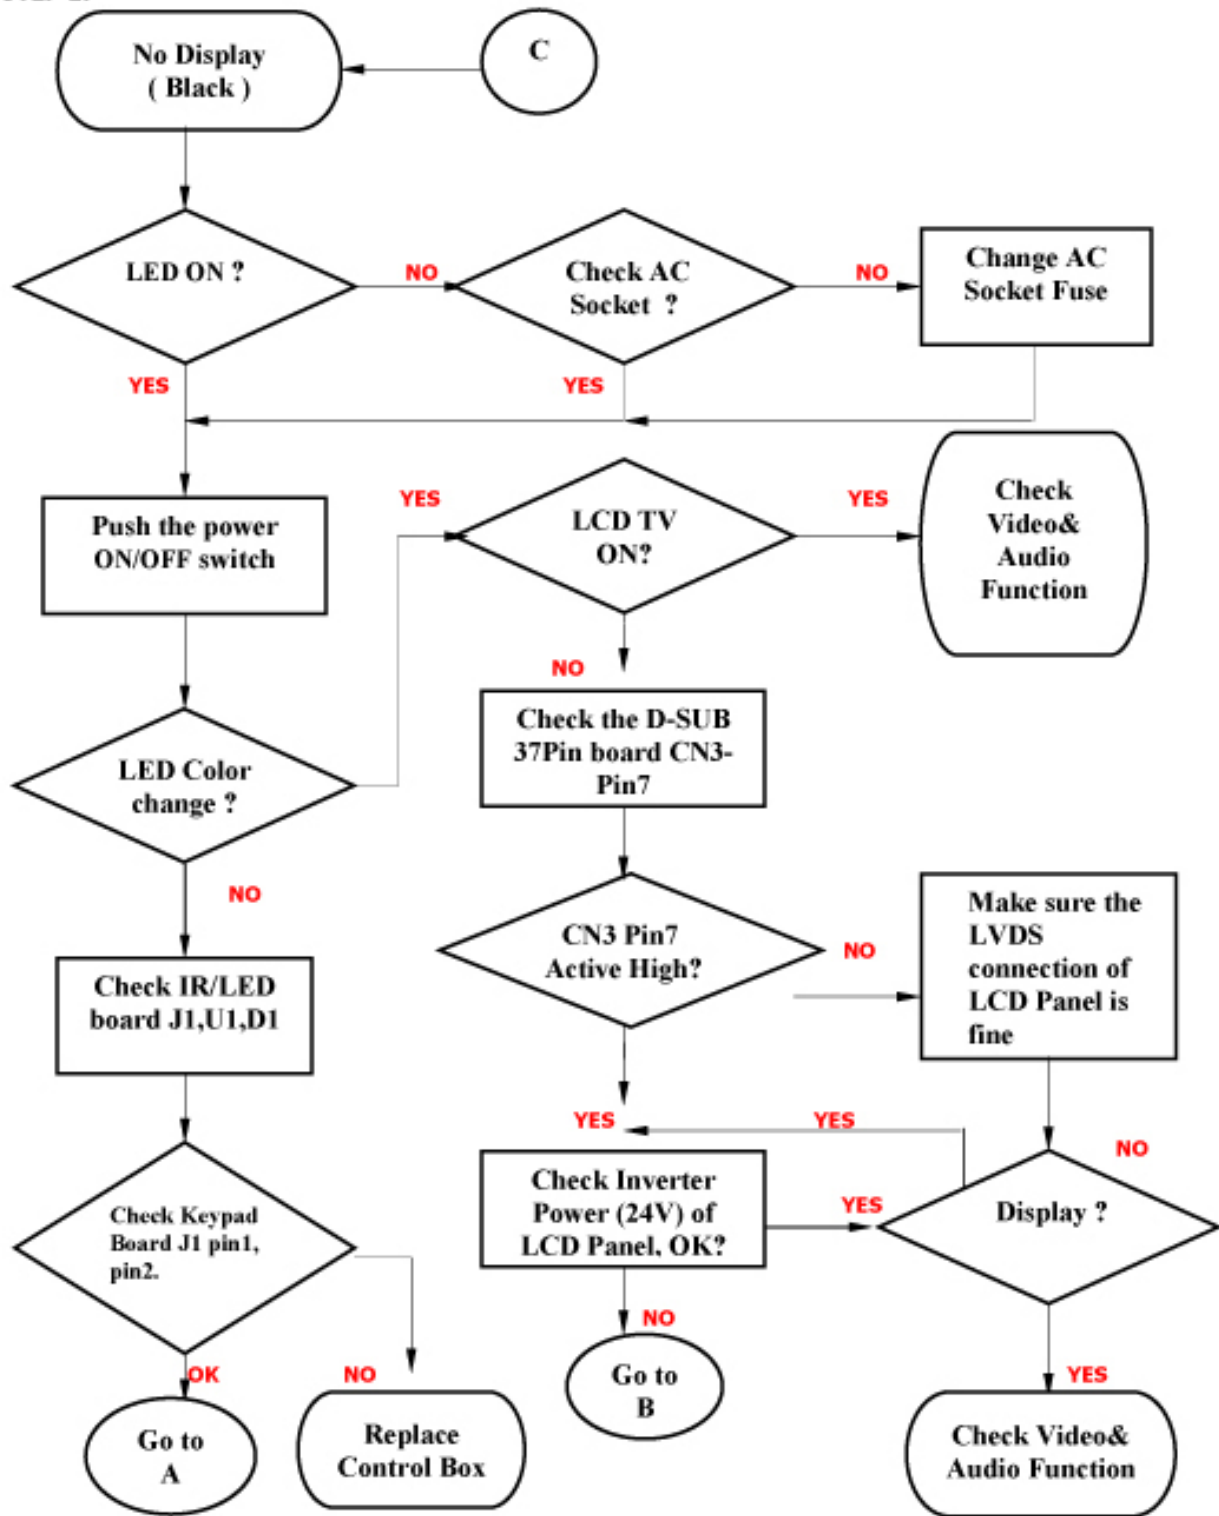 No Display
( Black )
C
LED ON ?
NO
Check AC
Socket ?
NO
Change AC
Socket Fuse
YES
YES
Push the power
ON/OFF switch
YES
LCD TV
ON?
YES
Check
Video&
Audio
Function
NO
Check the D-SUB
37Pin board CN3-
Pin7
LED Color
change ?
NO
CN3 Pin7
Active High?
NO
Make sure the
LVDS
connection of
LCD Panel is
fine
Check IR/LED
board J1,U1,D1
YES
YES
NO
Check Keypad
Board J1 pin1,
pin2.
Check Inverter
Power (24V) of
LCD Panel, OK?
YES
Display ?
OK
NO
NO
YES
Go to
A
Replace
Control Box
Go to
B
Check Video&
Audio Function